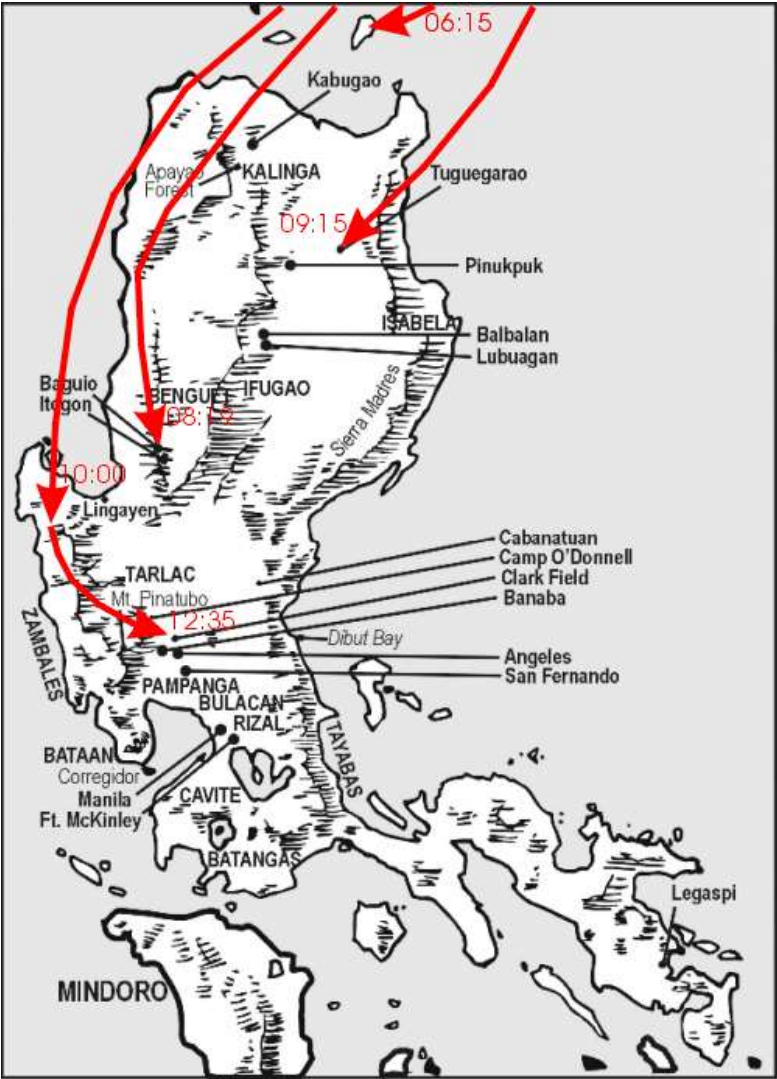 06:15
Kabugao
Apayao
Forest
KALINGA
Tuguegarao
09:15
Pinukpuk
ISABELA
Balbalan
Lubuagan
Baguio
Itogon
BENGUET
IFUGAO
08:19
Sierra Madres
10:00
Lingayen
Cabanatuan
Camp O'Donnell
TARLAC
Clark Field
Mt. Pinatubo
Banaba
12:35
ZAMBALES
Dibut Bay
Angeles
San Fernando
PAMPANGA
BULACAN
RIZAL
TAYABAS
BATAAN
Corregidor
Manila
CAVITE
Ft. McKinley
BATANGAS
Legaspi
MINDORO